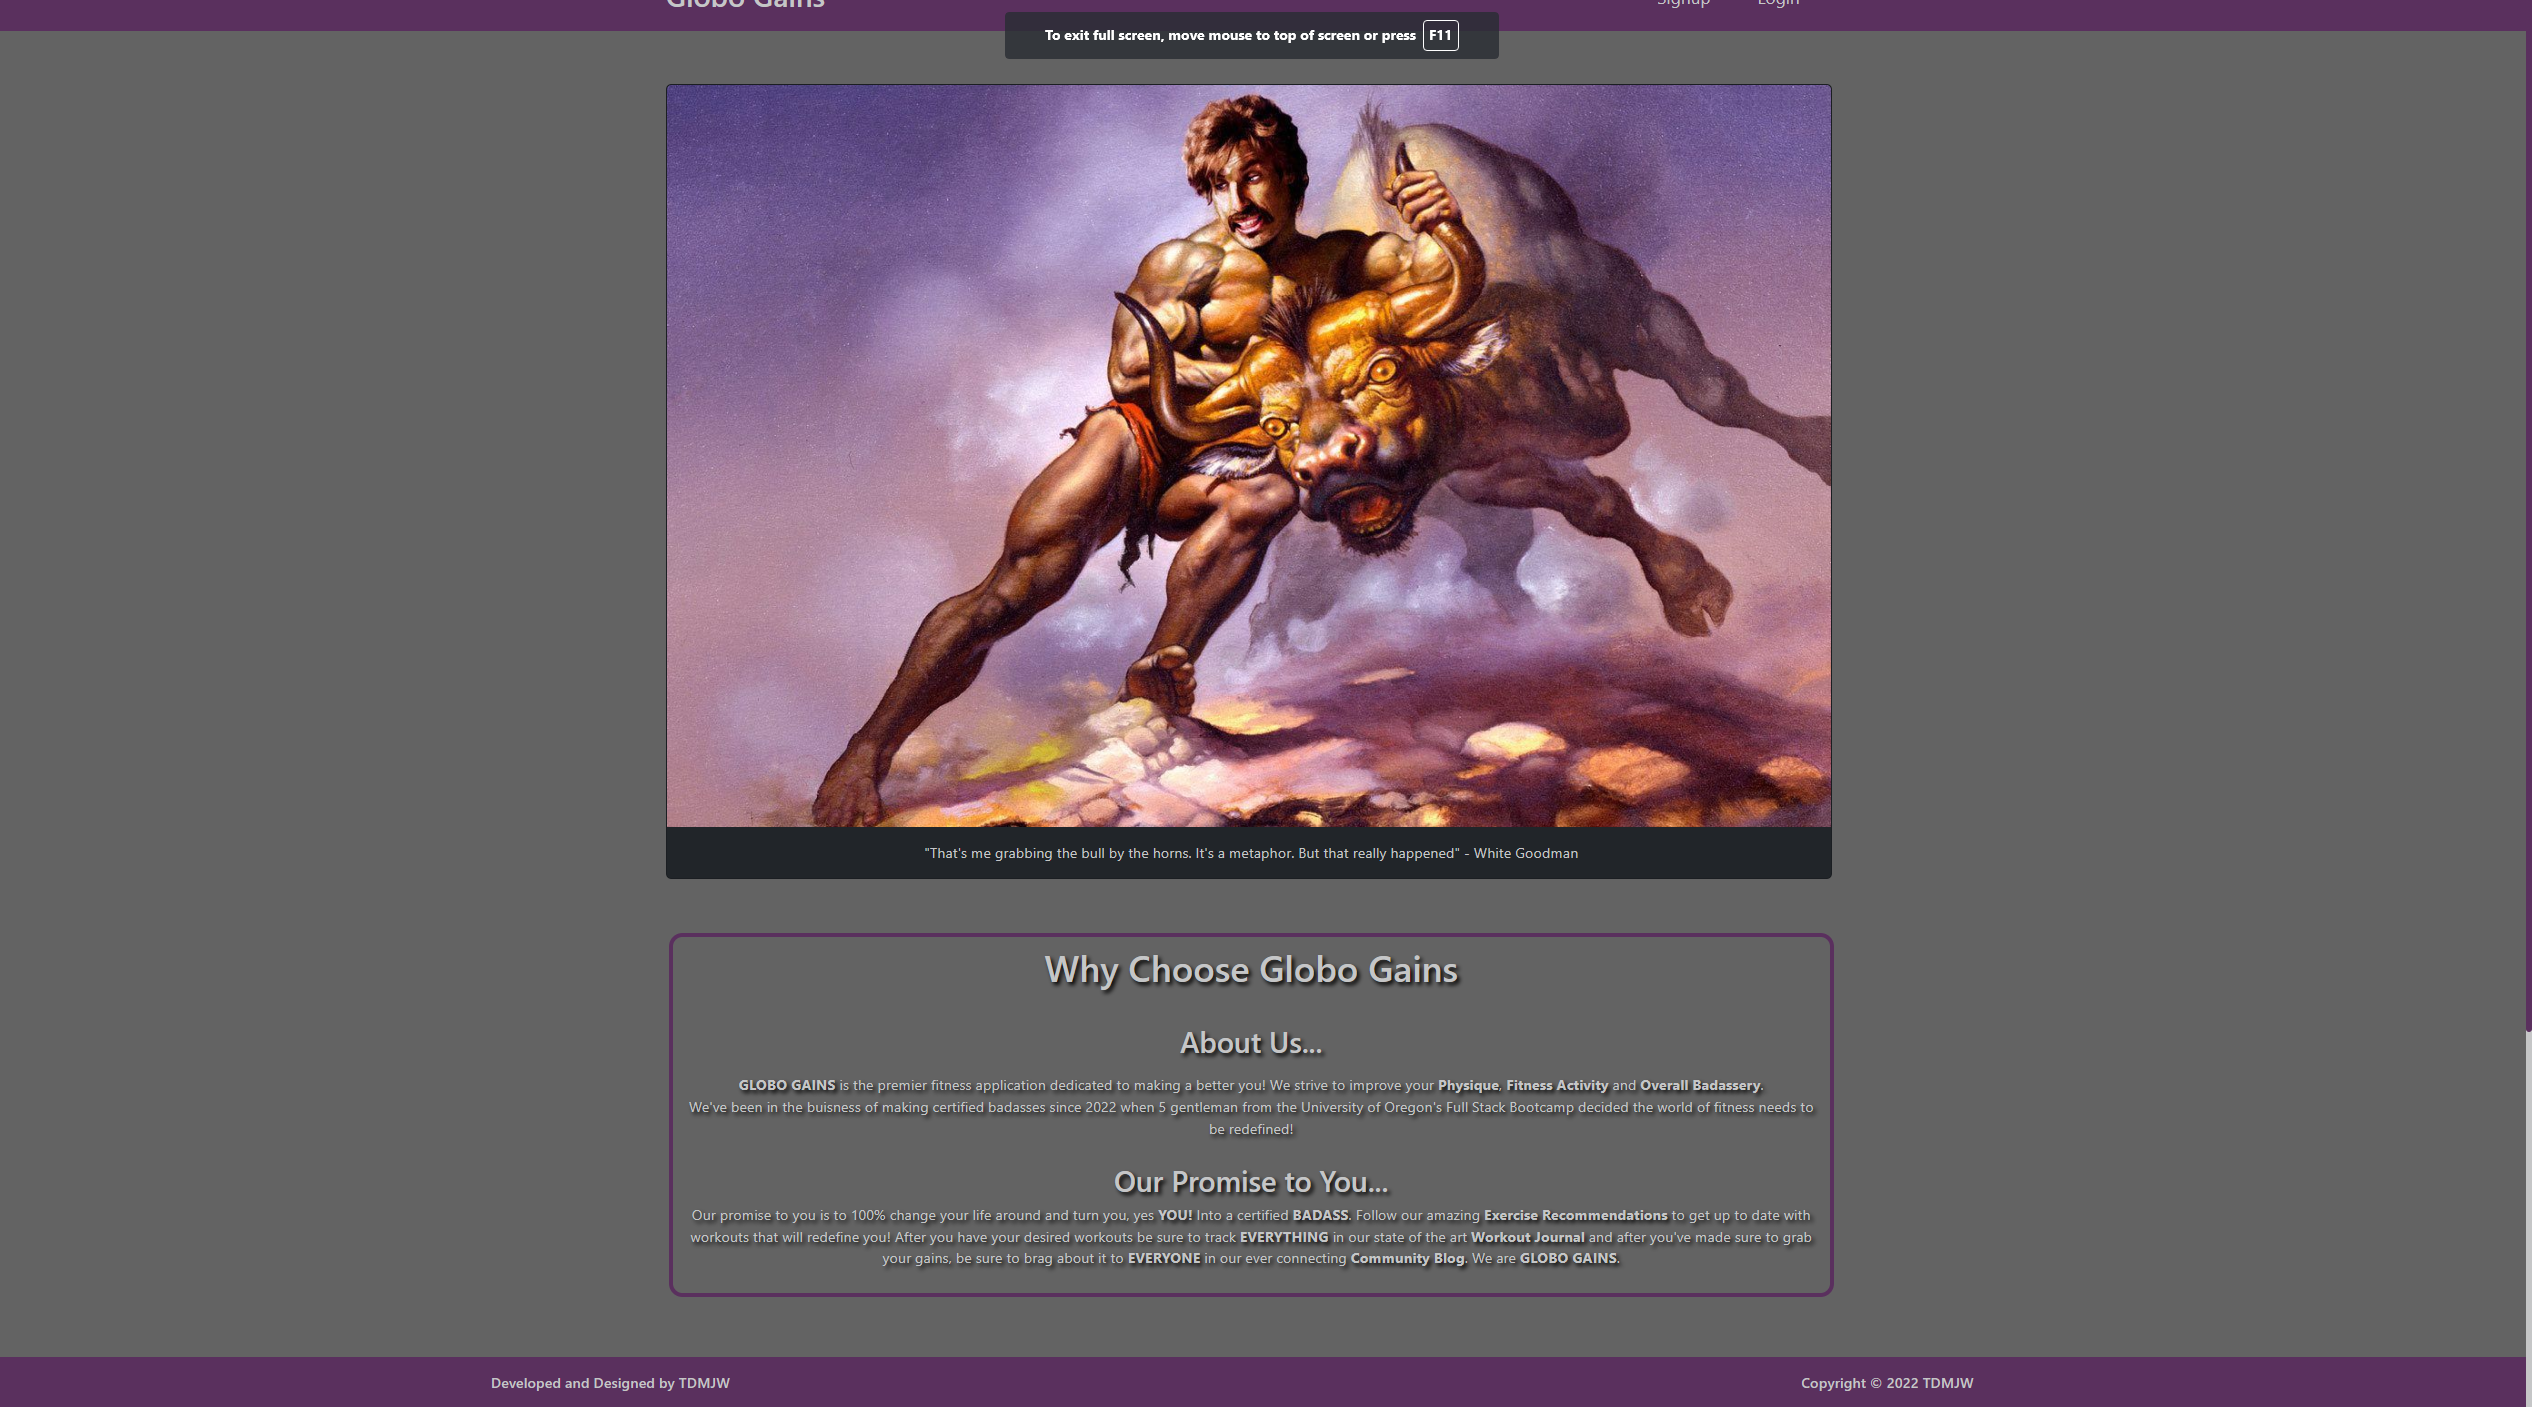 Globo Gains
Signup Login
To exit full screen, move mouse to top of screen or press F11
"That's me grabbing the bull by the horns. It's a metaphor. But that really happened" - White Goodman
Why Choose Globo Gains
About Us...
GLOBO GAINS is the premier fitness application dedicated to making a better you! We strive to improve your Physique, Fitness Activity and Overall Badassery.
We've been in the buisness of making certified badasses since 2022 when 5 gentleman from the University of Oregon's Full Stack Bootcamp decided the world of fitness needs to
be redefined!
Our Promise to You...
Our promise to you is to 100% change your life around and turn you, yes YOU! Into a certified BADASS. Follow our amazing Exercise Recommendations to get up to date with
workouts that will redefine you! After you have your desired workouts be sure to track EVERYTHING in our state of the art Workout Journal and after you've made sure to grab
your gains, be sure to brag about it to EVERYONE in our ever connecting Community Blog. We are GLOBO GAINS.
Developed and Designed by TDMJW
Copyright © 2022 TDMJW